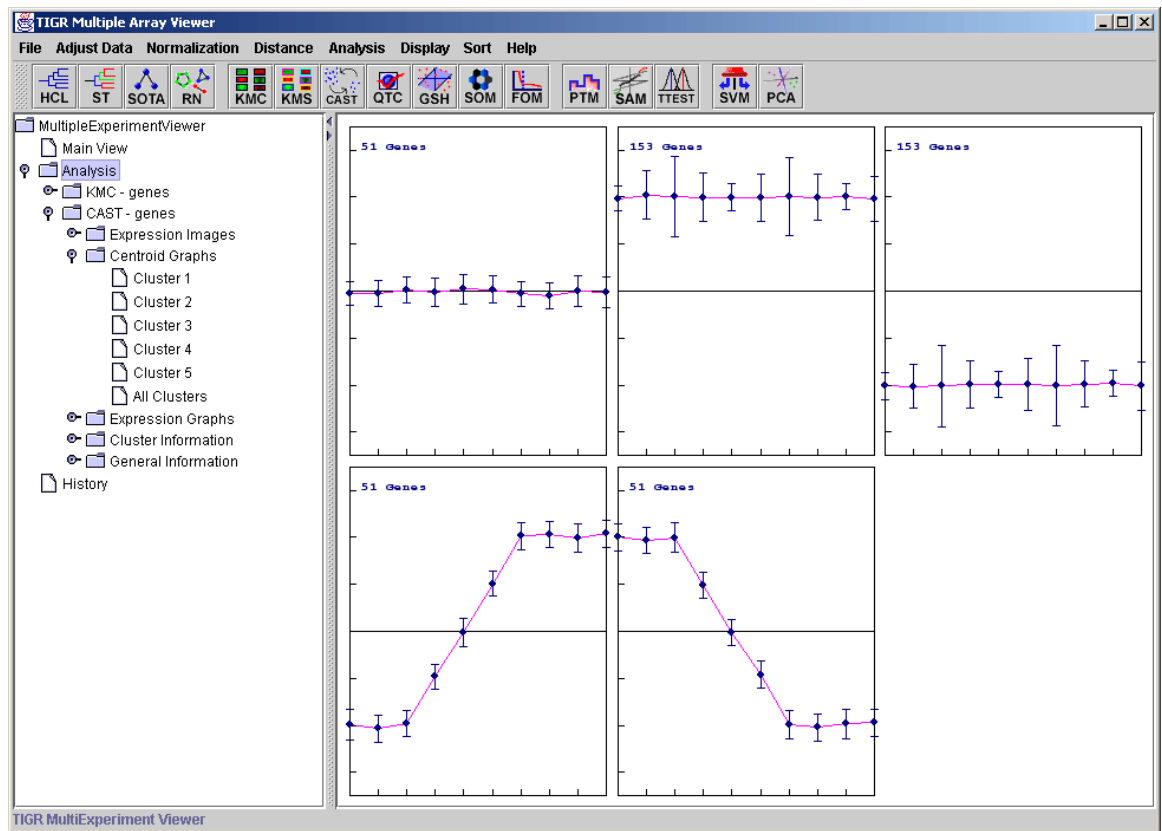 TIGR Multiple Array Viewer
File Adjust Data Normalization Distance Analysis Display Sort Help
HCL ST SOTA RN KMC KMS CAST QTC GSH SOM FOM PTM SAM TTEST SVM PCA
MultipleExperimentViewer
Main View
Analysis
KMC - genes
CAST - genes
Expression Images
Centroid Graphs
Cluster 1
Cluster 2
Cluster 3
Cluster 4
Cluster 5
All Clusters
Expression Graphs
Cluster Information
General Information
History
51 Genes
153 Genes
153 Genes
51 Genes
51 Genes
TIGR MultiExperiment Viewer